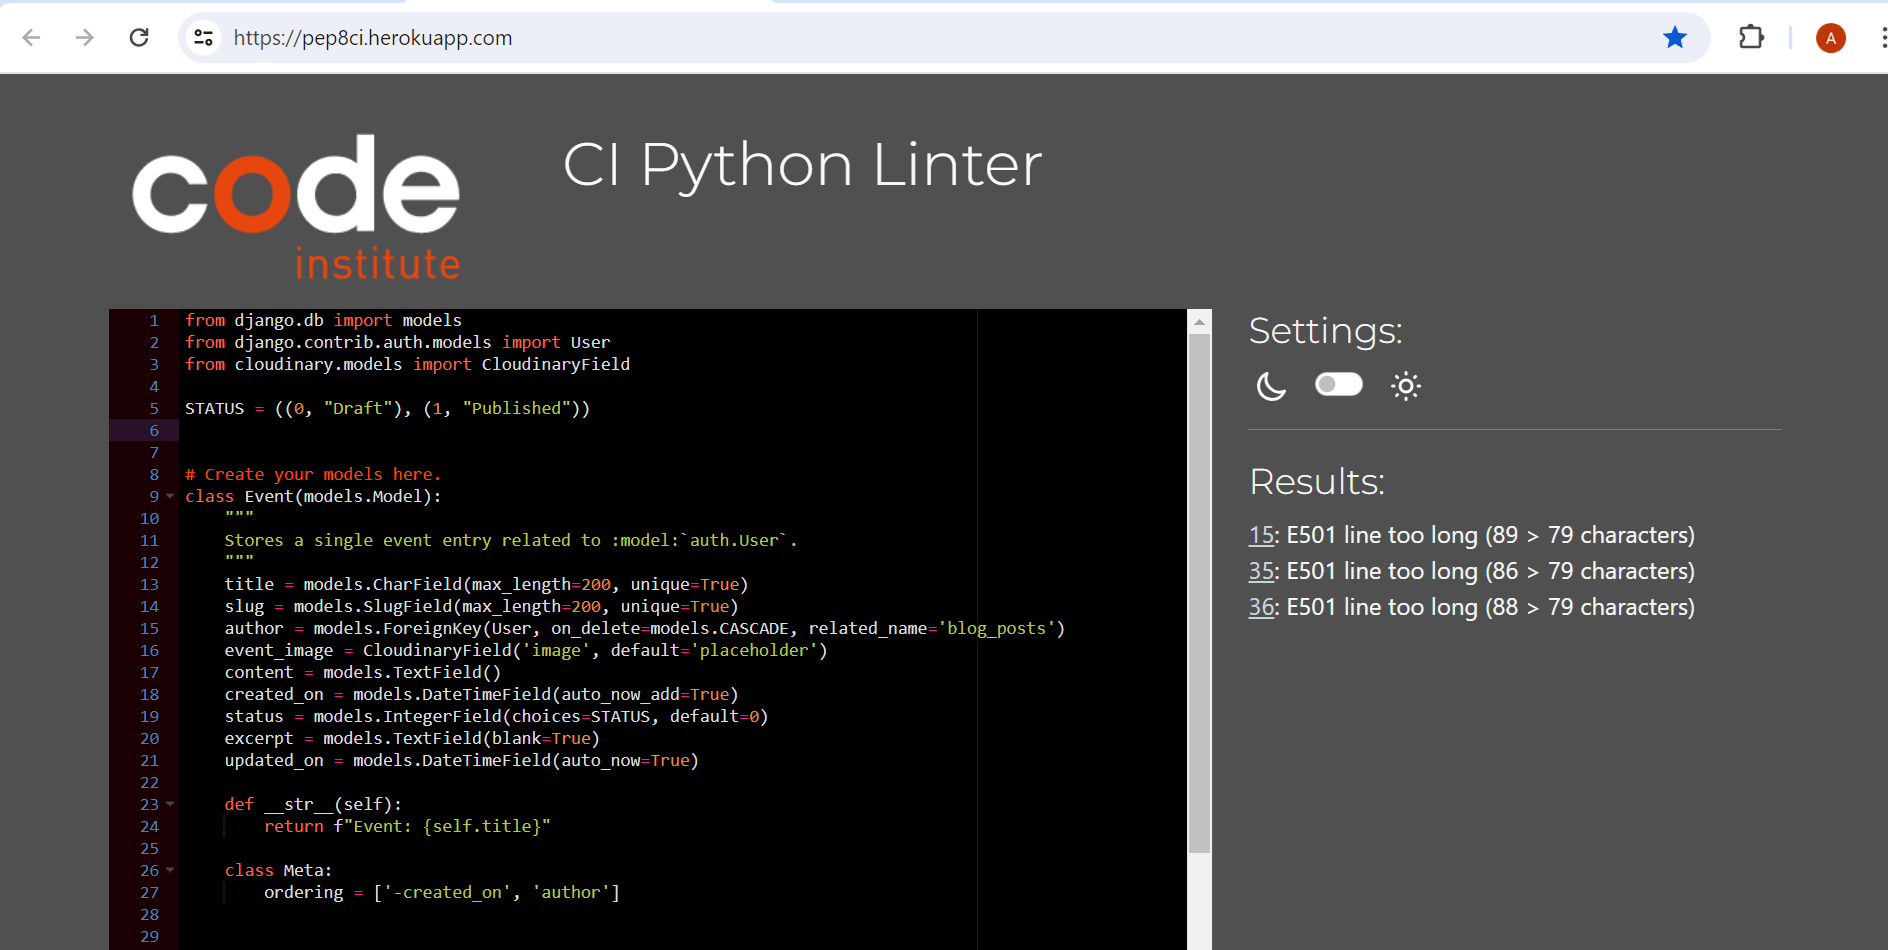 https://pep8ci.herokuapp.com
A
code
institute
CI Python Linter
1 from django.db import models
2 from django.contrib.auth.models import User
3 from cloudinary.models import CloudinaryField
4
5 STATUS = ((0, "Draft"), (1, "Published"))
6
7
8 # Create your models here.
9 class Event(models.Model):
10     """
11     Stores a single event entry related to :model:`auth.User`.
12     """
13     title = models.CharField(max_length=200, unique=True)
14     slug = models.SlugField(max_length=200, unique=True)
15     author = models.ForeignKey(User, on_delete=models.CASCADE, related_name='blog_posts')
16     event_image = CloudinaryField('image', default='placeholder')
17     content = models.TextField()
18     created_on = models.DateTimeField(auto_now_add=True)
19     status = models.IntegerField(choices=STATUS, default=0)
20     excerpt = models.TextField(blank=True)
21     updated_on = models.DateTimeField(auto_now=True)
22
23     def __str__(self):
24         return f"Event: {self.title}"
25
26     class Meta:
27         ordering = ['-created_on', 'author']
28
29
Settings:
Results:
15: E501 line too long (89 > 79 characters)
35: E501 line too long (86 > 79 characters)
36: E501 line too long (88 > 79 characters)